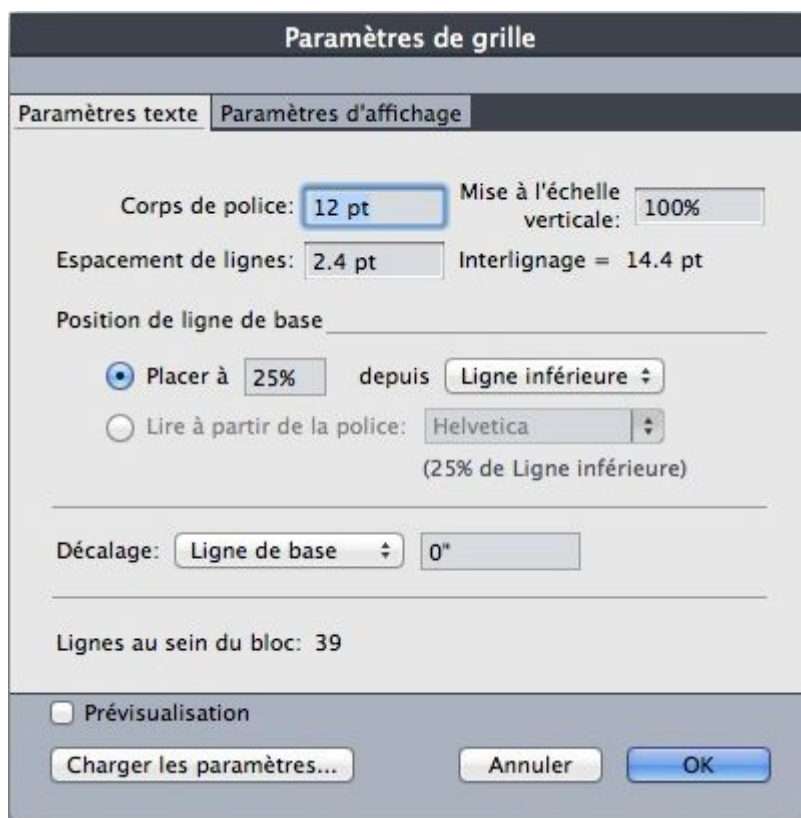 Paramètres de grille
Paramètres texte Paramètres d'affichage
Corps de police: 12 pt Mise à l'échelle verticale: 100%
Espacement de lignes: 2.4 pt Interlignage = 14.4 pt
Position de ligne de base
Placer à 25% depuis Ligne inférieure
Lire à partir de la police: Helvetica
(25% de Ligne inférieure)
Décalage: Ligne de base 0"
Lignes au sein du bloc: 39
Prévisualisation
Charger les paramètres... Annuler OK